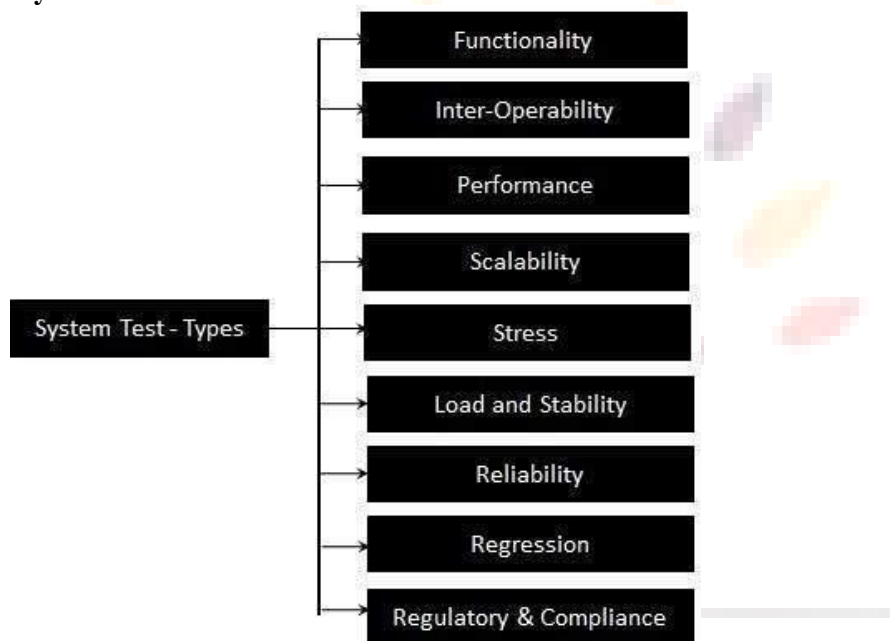 Functionality
Inter-Operability
Performance
Scalability
System Test - Types
Stress
Load and Stability
Reliability
Regression
Regulatory & Compliance